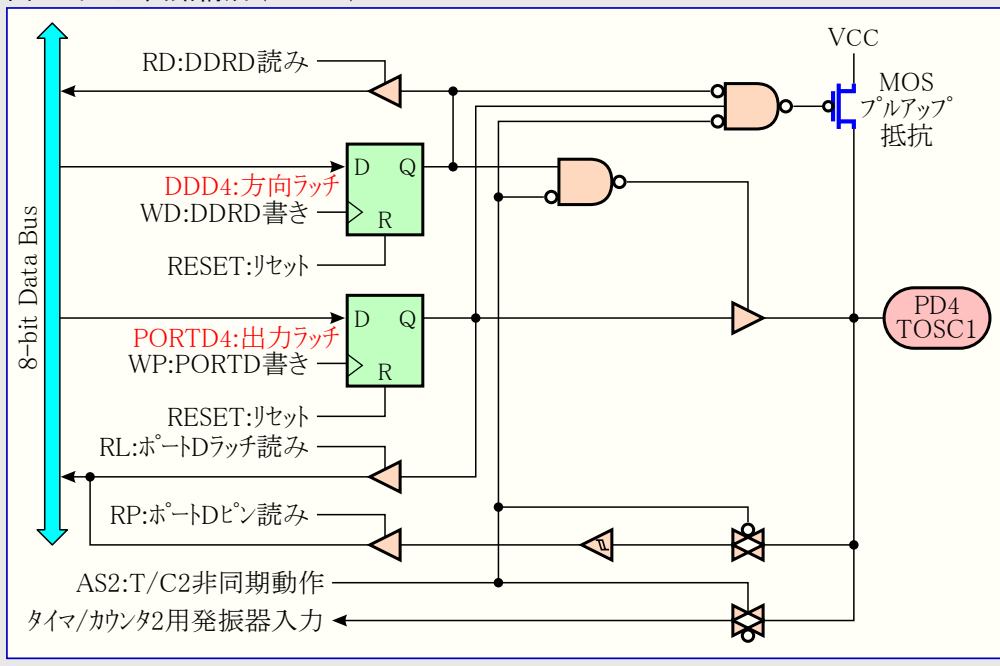 RD:DDRD読み
VCC
MOS
プルアップ
抵抗
D Q
DDD4:方向ラッチ
WD:DDRD書き
R
RESET:リセット
8-bit Data Bus
D Q
PORTD4:出力ラッチ
WP:PORTD書き
R
PD4
TOSC1
RESET:リセット
RL:ポートDラッチ読み
RP:ポートDピン読み
AS2:T/C2非同期動作
タイマ/カウンタ2用発振器入力